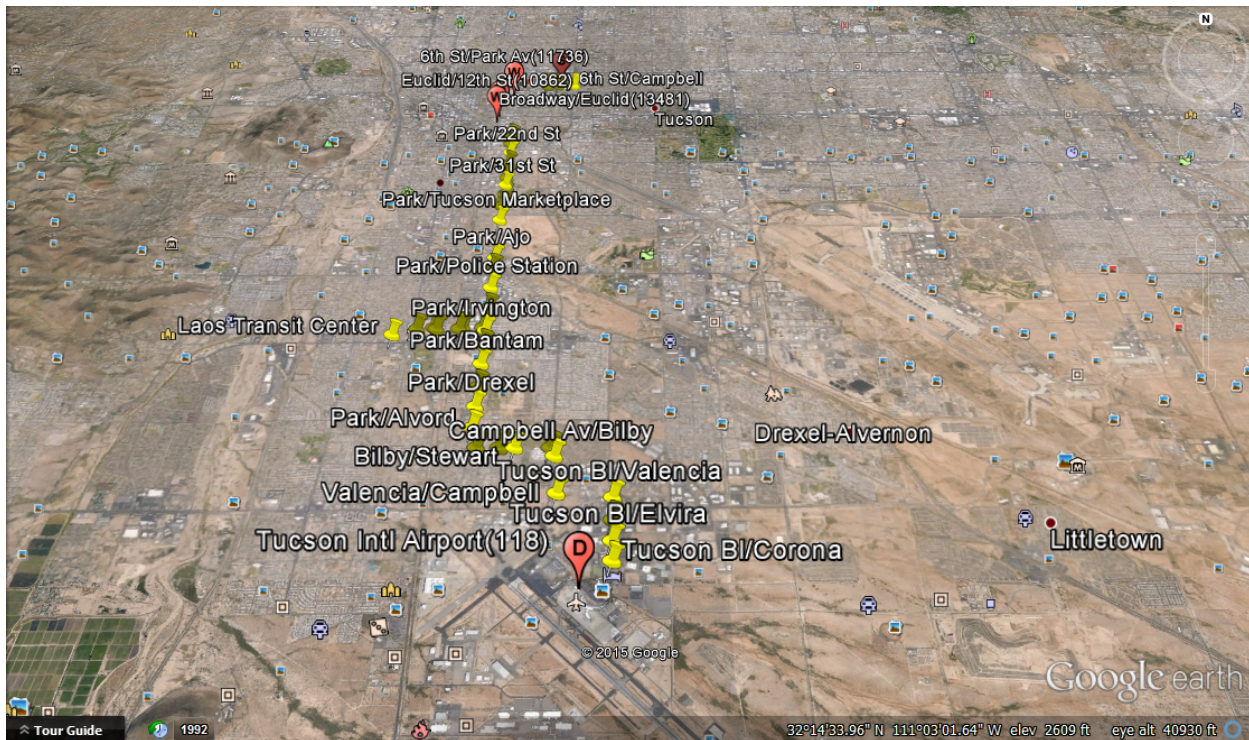 N
6th St/Park Av(11736)
Euclid/12th St(10862)
6th St/Campbell
Broadway/Euclid(13481)
Tucson
Park/22nd St
Park/31st St
Park/Tucson Marketplace
Park/Ajo
Park/Police Station
Park/Irvington
Laos Transit Center
Park/Bantam
Park/Drexel
Park/Alvord
Campbell Av/Bilby
Drexel-Alvernon
Bilby/Stewart
Tucson Bl/Valencia
Valencia/Campbell
Tucson Bl/Elvira
Tucson Intl Airport(118)
D
Tucson Bl/Corona
Littletown
© 2015 Google
Google earth
Tour Guide
1992
32°14'33.96" N 111°03'01.64" W elev 2609 ft eye alt 40930 ft